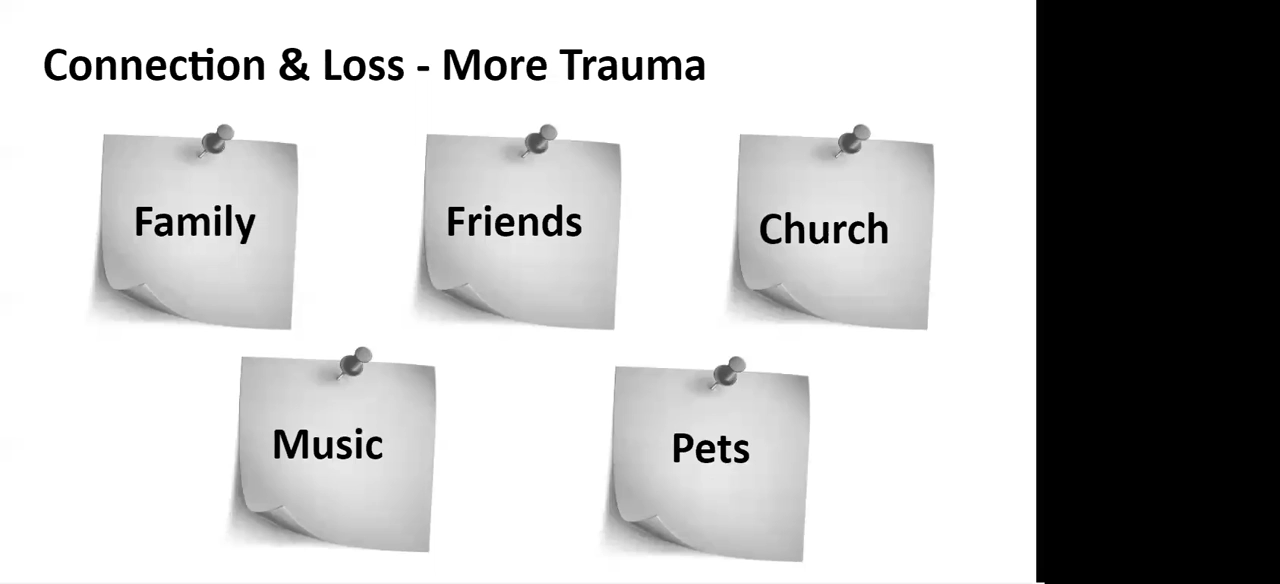 Connection & Loss - More Trauma
Family
Friends
Church
Music
Pets